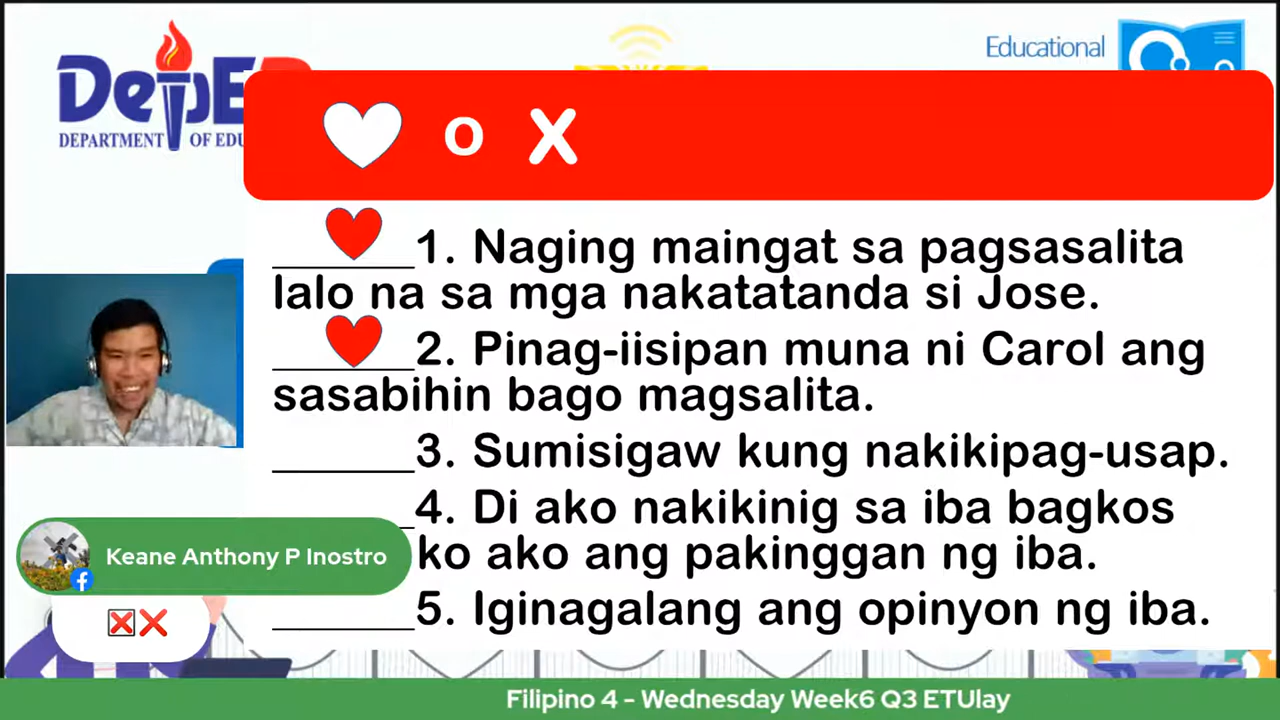 DepED
DEPARTMENT OF EDU
Educational
o X
1. Naging maingat sa pagsasalita
lalo na sa mga nakatatanda si Jose.
2. Pinag-iisipan muna ni Carol ang
sasabihin bago magsalita.
3. Sumisigaw kung nakikipag-usap.
4. Di ako nakikinig sa iba bagkos
ko ako ang pakinggan ng iba.
5. Iginagalang ang opinyon ng iba.
Keane Anthony P Inostro
Filipino 4 - Wednesday Week6 Q3 ETUlay